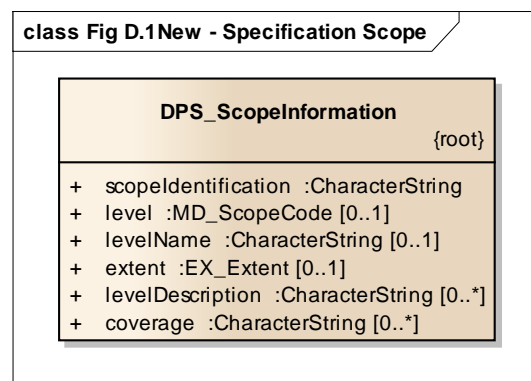 class Fig D.1New - Specification Scope
DPS_ScopeInformation
{root}
+ scopeIdentification :CharacterString
+ level :MD_ScopeCode [0..1]
+ levelName :CharacterString [0..1]
+ extent :EX_Extent [0..1]
+ levelDescription :CharacterString [0..*]
+ coverage :CharacterString [0..*]